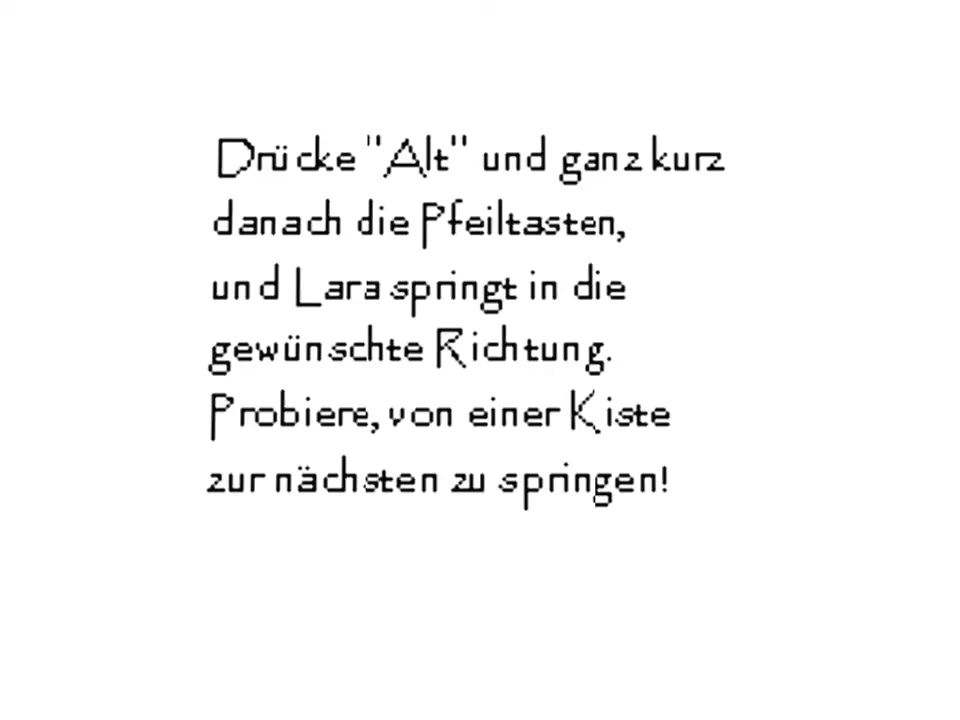 Drücke "Alt" und ganz kurz
danach die Pfeiltasten,
und Lara springt in die
gewünschte Richtung.
Probiere, von einer Kiste
zur nächsten zu springen!